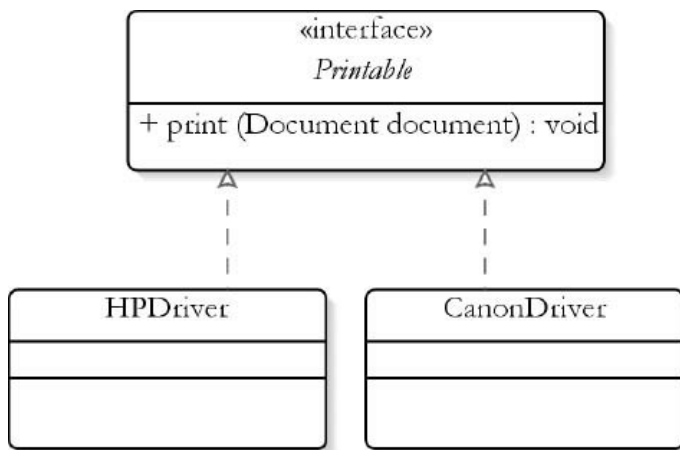 «interface»
Printable
+ print (Document document) : void
HPDriver
CanonDriver